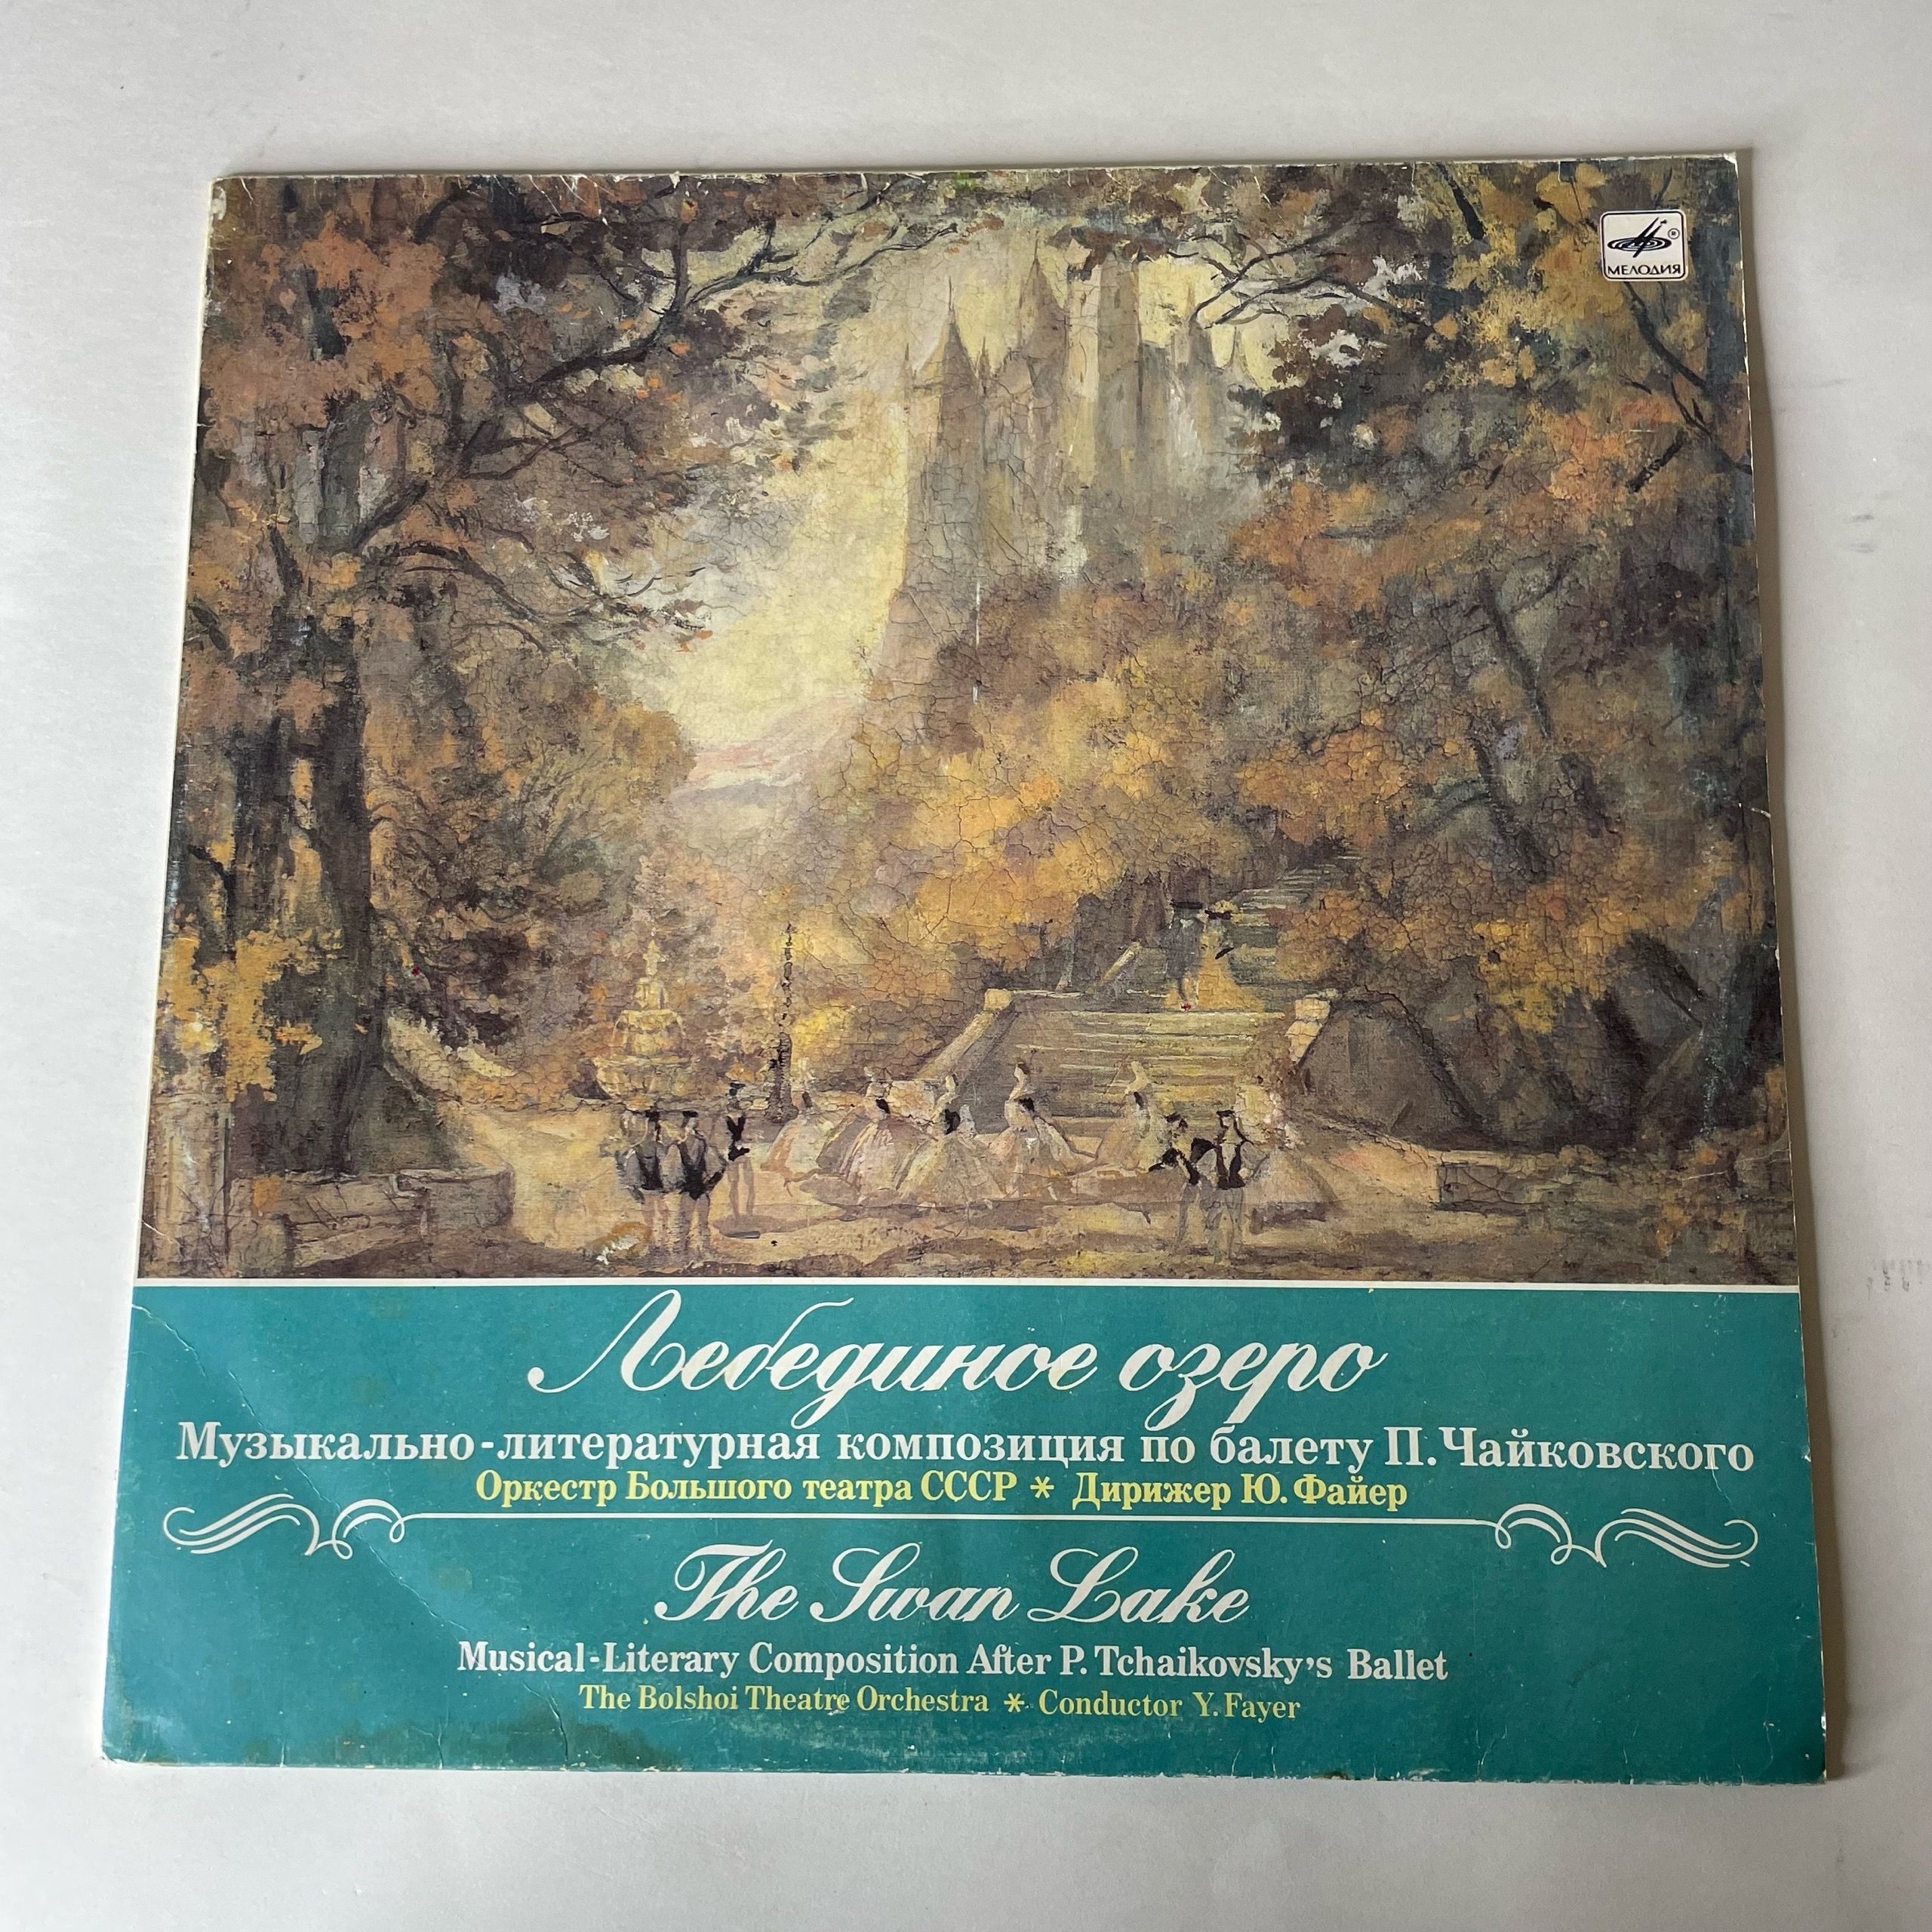 МЕЛОДИЯ
Лебединое озеро
Музыкально-литературная композиция по балету П. Чайковского
Оркестр Большого театра СССР * Дирижер Ю. Файер
The Swan Lake
Musical-Literary Composition After P. Tchaikovsky's Ballet
The Bolshoi Theatre Orchestra * Conductor Y. Fayer